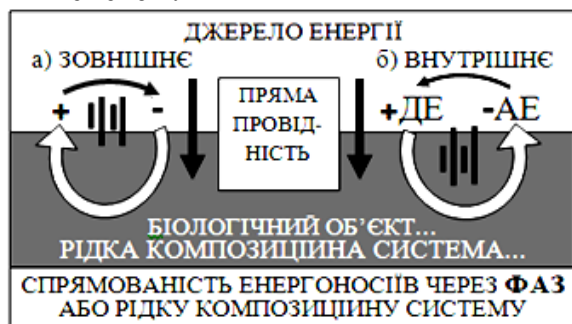 ДЖЕРЕЛО ЕНЕРГІЇ
а) ЗОВНІШНЄ
б) ВНУТРІШНЄ
+ -
ПРЯМА
ПРОВІД-
НІСТЬ
+ДЕ -АЕ
БІОЛОГІЧНИЙ ОБ’ЄКТ...
РІДКА КОМПОЗИЦІЙНА СИСТЕМА...
СПРЯМОВАНІСТЬ ЕНЕРГОНОСІЇВ ЧЕРЕЗ ФАЗ
АБО РІДКУ КОМПОЗИЦІЙНУ СИСТЕМУ